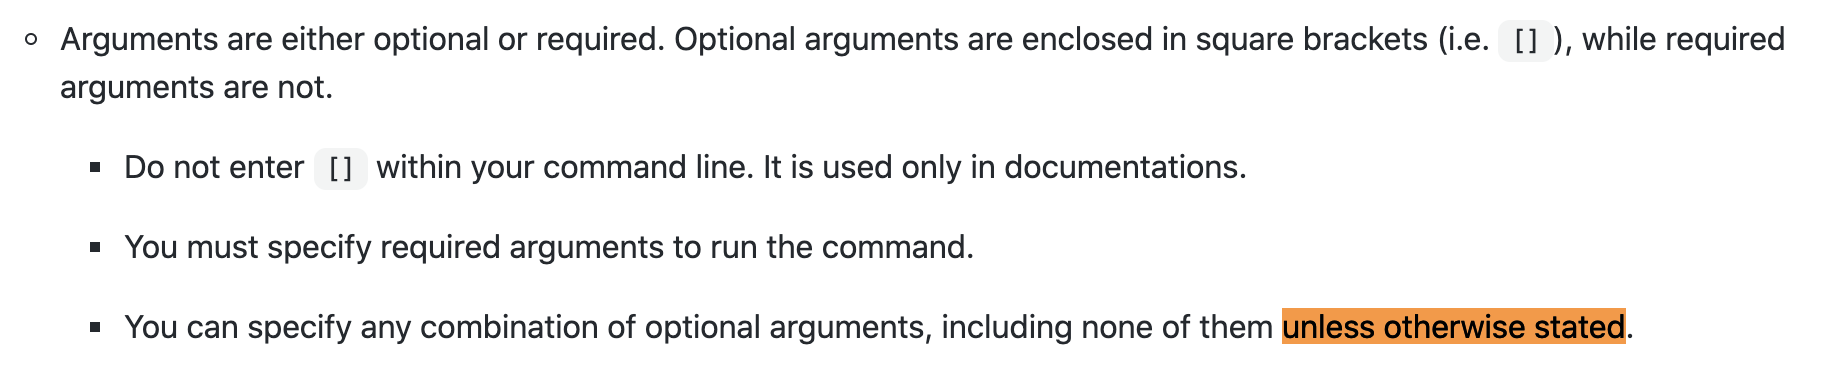 Arguments are either optional or required. Optional arguments are enclosed in square brackets (i.e. []), while required
arguments are not.
Do not enter [] within your command line. It is used only in documentations.
You must specify required arguments to run the command.
You can specify any combination of optional arguments, including none of them unless otherwise stated.